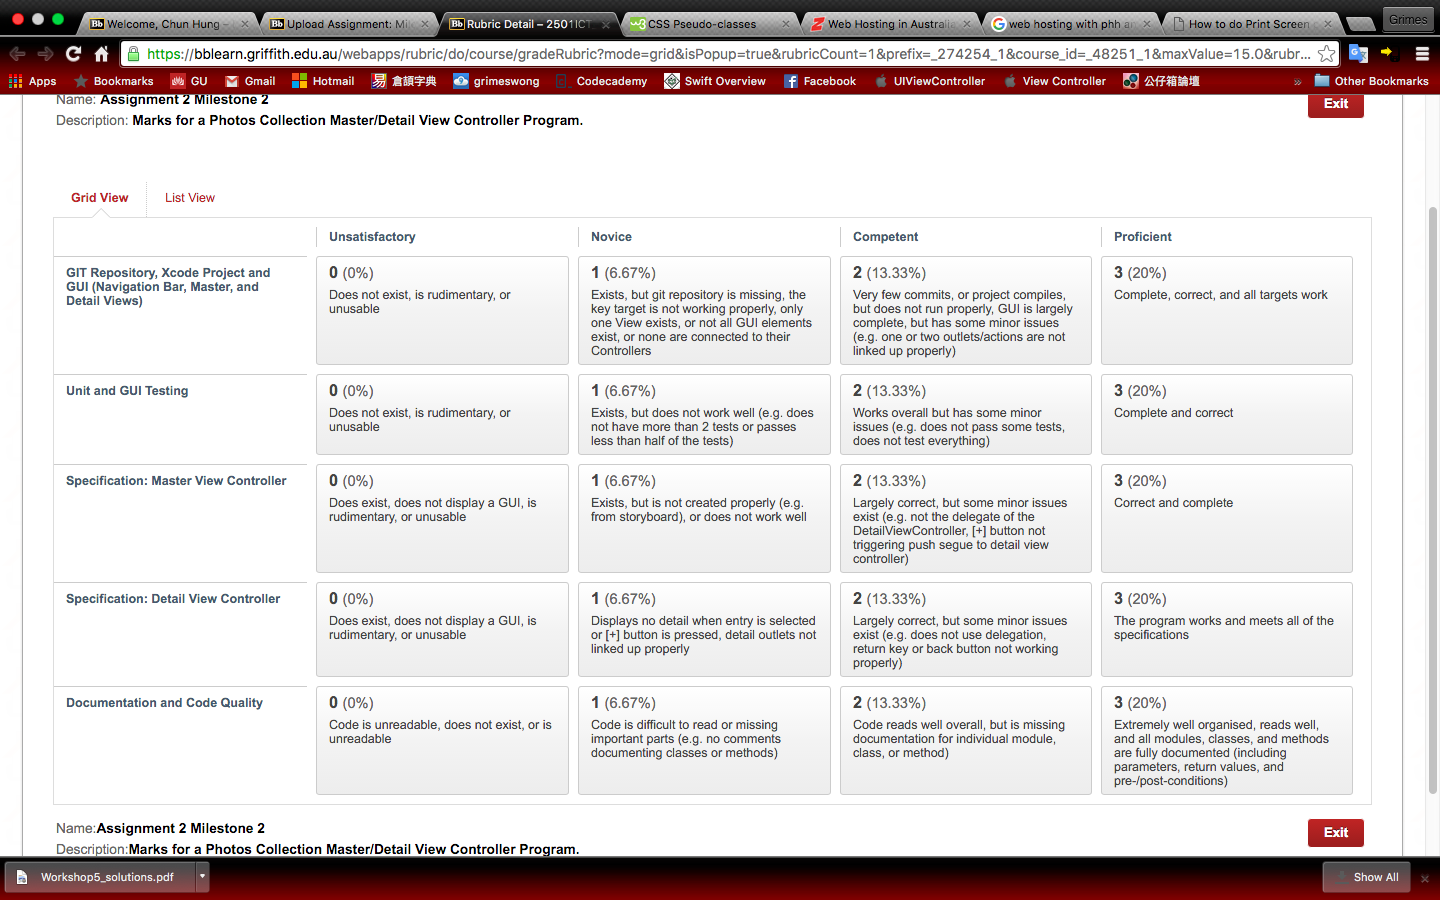 Welcome, Chun Hung –
Upload Assignment: Mil
Rubric Detail – 2501ICT
CSS Pseudo-classes
Web Hosting in Australia
web hosting with phh a
How to do Print Screen
Grimes
https://bblearn.griffith.edu.au/webapps/rubric/do/course/gradeRubric?mode=grid&isPopup=true&rubricCount=1&prefix=_274254_1&course_id=_48251_1&maxValue=15.0&rubr...
Apps Bookmarks GU Gmail Hotmail 倉頡字典 grimeswong Codecademy Swift Overview Facebook UIViewController View Controller 公仔箱論壇 » Other Bookmarks
Name: Assignment 2 Milestone 2
Exit
Description: Marks for a Photos Collection Master/Detail View Controller Program.
Grid View
List View
Unsatisfactory
Novice
Competent
Proficient
GIT Repository, Xcode Project and
GUI (Navigation Bar, Master, and
Detail Views)
0 (0%)
Does not exist, is rudimentary, or
unusable
1 (6.67%)
Exists, but git repository is missing, the
key target is not working properly, only
one View exists, or not all GUI elements
exist, or none are connected to their
Controllers
2 (13.33%)
Very few commits, or project compiles,
but does not run properly, GUI is largely
complete, but has some minor issues
(e.g. one or two outlets/actions are not
linked up properly)
3 (20%)
Complete, correct, and all targets work
Unit and GUI Testing
0 (0%)
Does not exist, is rudimentary, or
unusable
1 (6.67%)
Exists, but does not work well (e.g. does
not have more than 2 tests or passes
less than half of the tests)
2 (13.33%)
Works overall but has some minor
issues (e.g. does not pass some tests,
does not test everything)
3 (20%)
Complete and correct
Specification: Master View Controller
0 (0%)
Does exist, does not display a GUI, is
rudimentary, or unusable
1 (6.67%)
Exists, but is not created properly (e.g.
from storyboard), or does not work well
2 (13.33%)
Largely correct, but some minor issues
exist (e.g. not the delegate of the
DetailViewController, [+] button not
triggering push segue to detail view
controller)
3 (20%)
Correct and complete
Specification: Detail View Controller
0 (0%)
Does exist, does not display a GUI, is
rudimentary, or unusable
1 (6.67%)
Displays no detail when entry is selected
or [+] button is pressed, detail outlets not
linked up properly
2 (13.33%)
Largely correct, but some minor issues
exist (e.g. does not use delegation,
return key or back button not working
properly)
3 (20%)
The program works and meets all of the
specifications
Documentation and Code Quality
0 (0%)
Code is unreadable, does not exist, or is
unreadable
1 (6.67%)
Code is difficult to read or missing
important parts (e.g. no comments
documenting classes or methods)
2 (13.33%)
Code reads well overall, but is missing
documentation for individual module,
class, or method)
3 (20%)
Extremely well organised, reads well,
and all modules, classes, and methods
are fully documented (including
parameters, return values, and
pre-/post-conditions)
Name:Assignment 2 Milestone 2
Exit
Description:Marks for a Photos Collection Master/Detail View Controller Program.
Workshop5_solutions.pdf
Show All